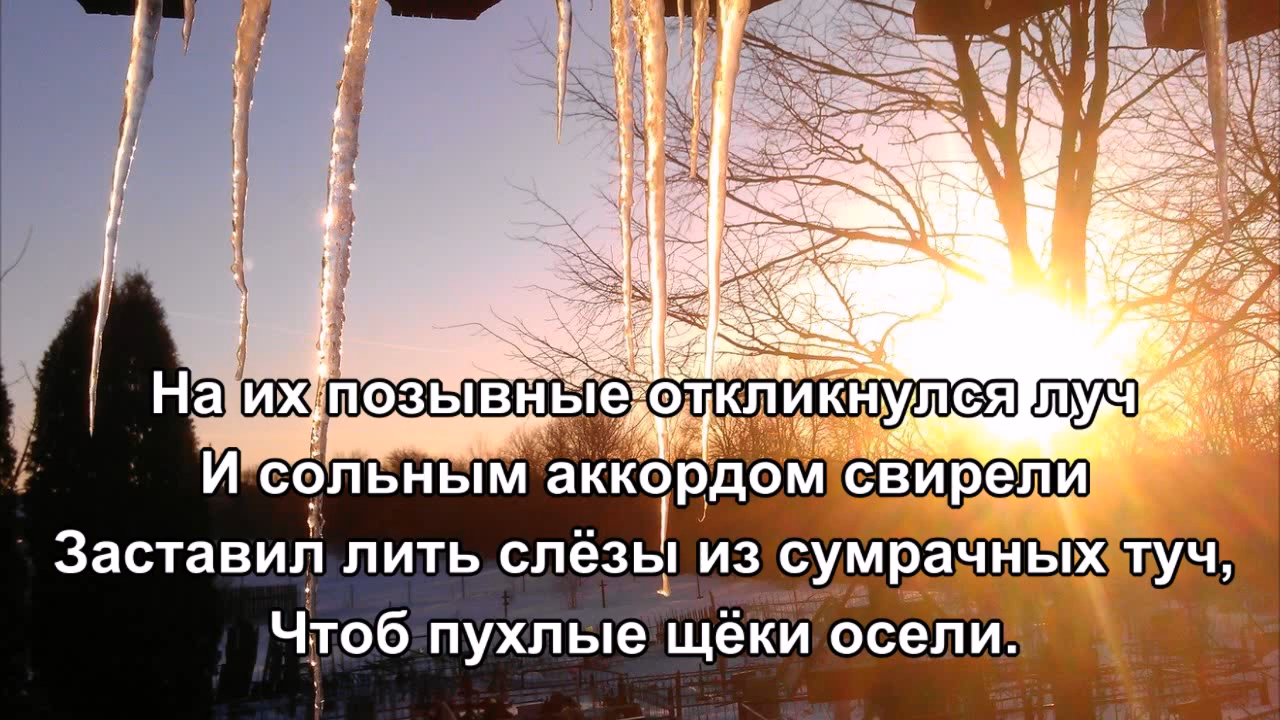 На их позывные откликнулся луч
И сольным аккордом свирели
Заставил лить слёзы из сумрачных туч,
Чтоб пухлые щёки осели.